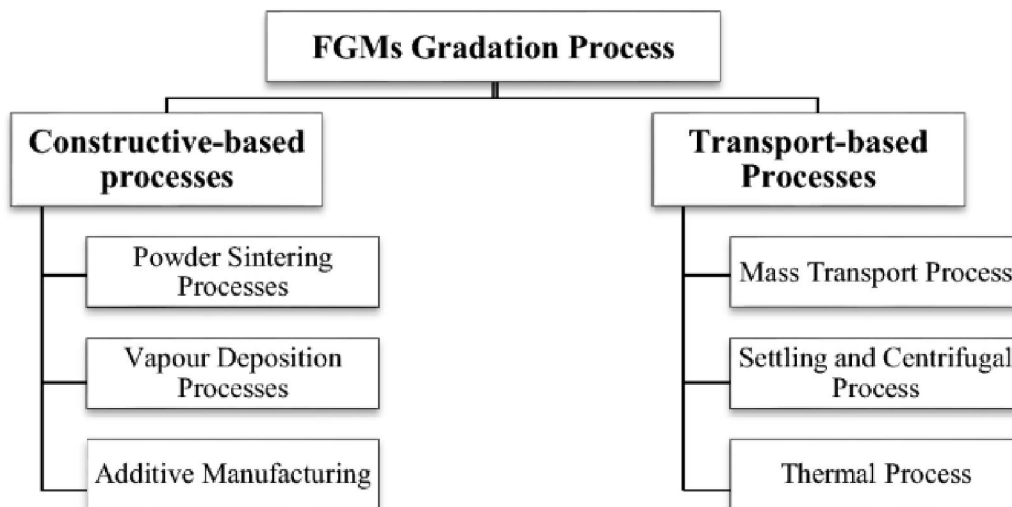 FGMs Gradation Process
Constructive-based
processes
Powder Sintering
Processes
Vapour Deposition
Processes
Additive Manufacturing
Transport-based
Processes
Mass Transport Process
Settling and Centrifugal
Process
Thermal Process